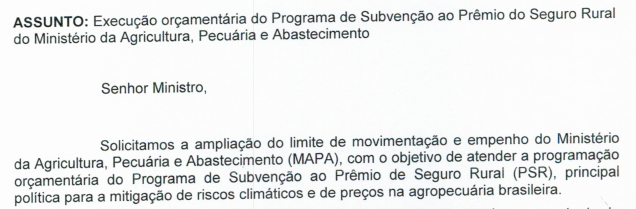 ASSUNTO: Execução orçamentária do Programa de Subvenção ao Prêmio do Seguro Rural
do Ministério da Agricultura, Pecuária e Abastecimento
Senhor Ministro,
Solicitamos a ampliação do limite de movimentação e empenho do Ministério
da Agricultura, Pecuária e Abastecimento (MAPA), com o objetivo de atender a programação
orçamentária do Programa de Subvenção ao Prêmio de Seguro Rural (PSR), principal
política para a mitigação de riscos climáticos e de preços na agropecuária brasileira.